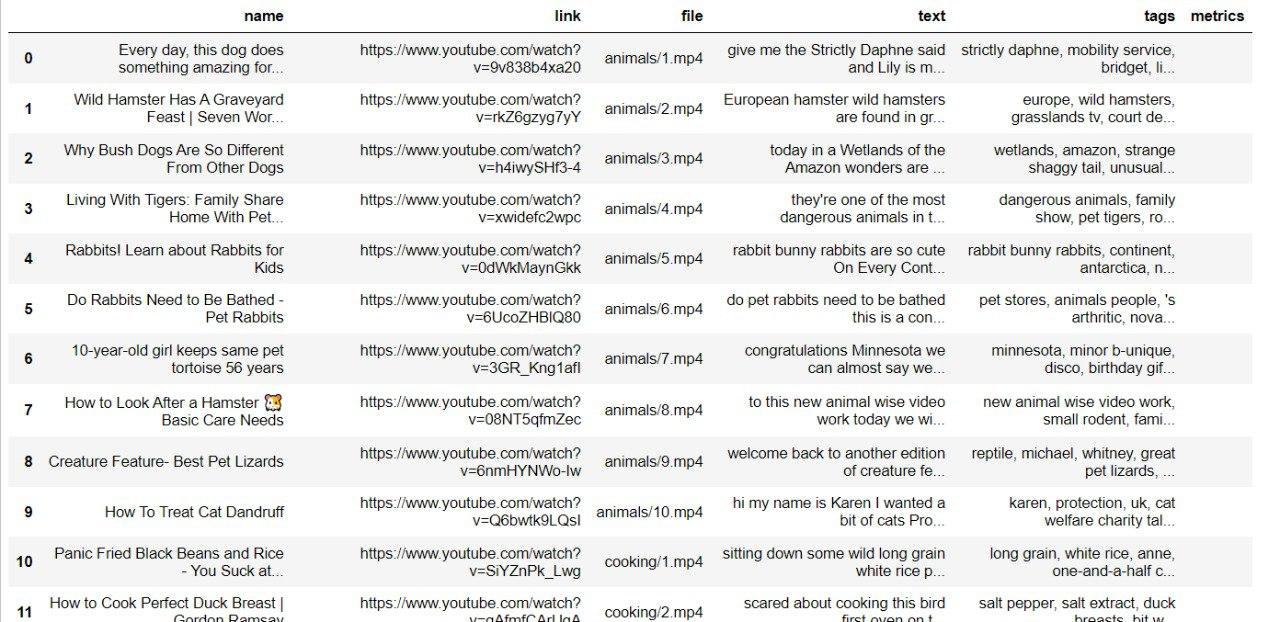 name link file text tags metrics
0 Every day, this dog does https://www.youtube.com/watch? animals/1.mp4 give me the Strictly Daphne said strictly daphne, mobility service,
something amazing for... v=9v838b4xa20 and Lily is m... bridget, li...
1 Wild Hamster Has A Graveyard https://www.youtube.com/watch? animals/2.mp4 European hamster wild hamsters europe, wild hamsters,
Feast | Seven Wor... v=rkZ6gzyg7yY are found in gr... grasslands tv, court de...
2 Why Bush Dogs Are So Different https://www.youtube.com/watch? animals/3.mp4 today in a Wetlands of the wetlands, amazon, strange
From Other Dogs v=h4iwySHf3-4 Amazon wonders are ... shaggy tail, unusual...
3 Living With Tigers: Family Share https://www.youtube.com/watch? animals/4.mp4 they're one of the most dangerous animals, family
Home With Pet... v=xwidefc2wpc dangerous animals in t... show, pet tigers, ro...
4 Rabbits! Learn about Rabbits for https://www.youtube.com/watch? animals/5.mp4 rabbit bunny rabbits are so cute rabbit bunny rabbits, continent,
Kids v=0dWkMaynGkk On Every Cont... antarctica, n...
5 Do Rabbits Need to Be Bathed - https://www.youtube.com/watch? animals/6.mp4 do pet rabbits need to be bathed pet stores, animals people, 's
Pet Rabbits v=6UcoZHBlQ80 this is a con... arthritic, nova...
6 10-year-old girl keeps same pet https://www.youtube.com/watch? animals/7.mp4 congratulations Minnesota we minnesota, minor b-unique,
tortoise 56 years v=3GR_Kng1afI can almost say we... disco, birthday gif...
7 How to Look After a Hamster 🐹 https://www.youtube.com/watch? animals/8.mp4 to this new animal wise video new animal wise video work,
Basic Care Needs v=08NT5qfmZec work today we wi... small rodent, fami...
8 Creature Feature- Best Pet Lizards https://www.youtube.com/watch? animals/9.mp4 welcome back to another edition reptile, michael, whitney, great
v=6nmHYNWo-Iw of creature fe... pet lizards, ...
9 How To Treat Cat Dandruff https://www.youtube.com/watch? animals/10.mp4 hi my name is Karen I wanted a karen, protection, uk, cat
v=Q6bwtk9LQsI bit of cats Pro... welfare charity tal...
10 Panic Fried Black Beans and Rice https://www.youtube.com/watch? cooking/1.mp4 sitting down some wild long grain long grain, white rice, anne,
- You Suck at... v=SiYZnPk_Lwg white rice p... one-and-a-half c...
11 How to Cook Perfect Duck Breast | https://www.youtube.com/watch? cooking/2.mp4 scared about cooking this bird salt pepper, salt extract, duck
Gordon Ramsay first oven on t... breasts, bit w...